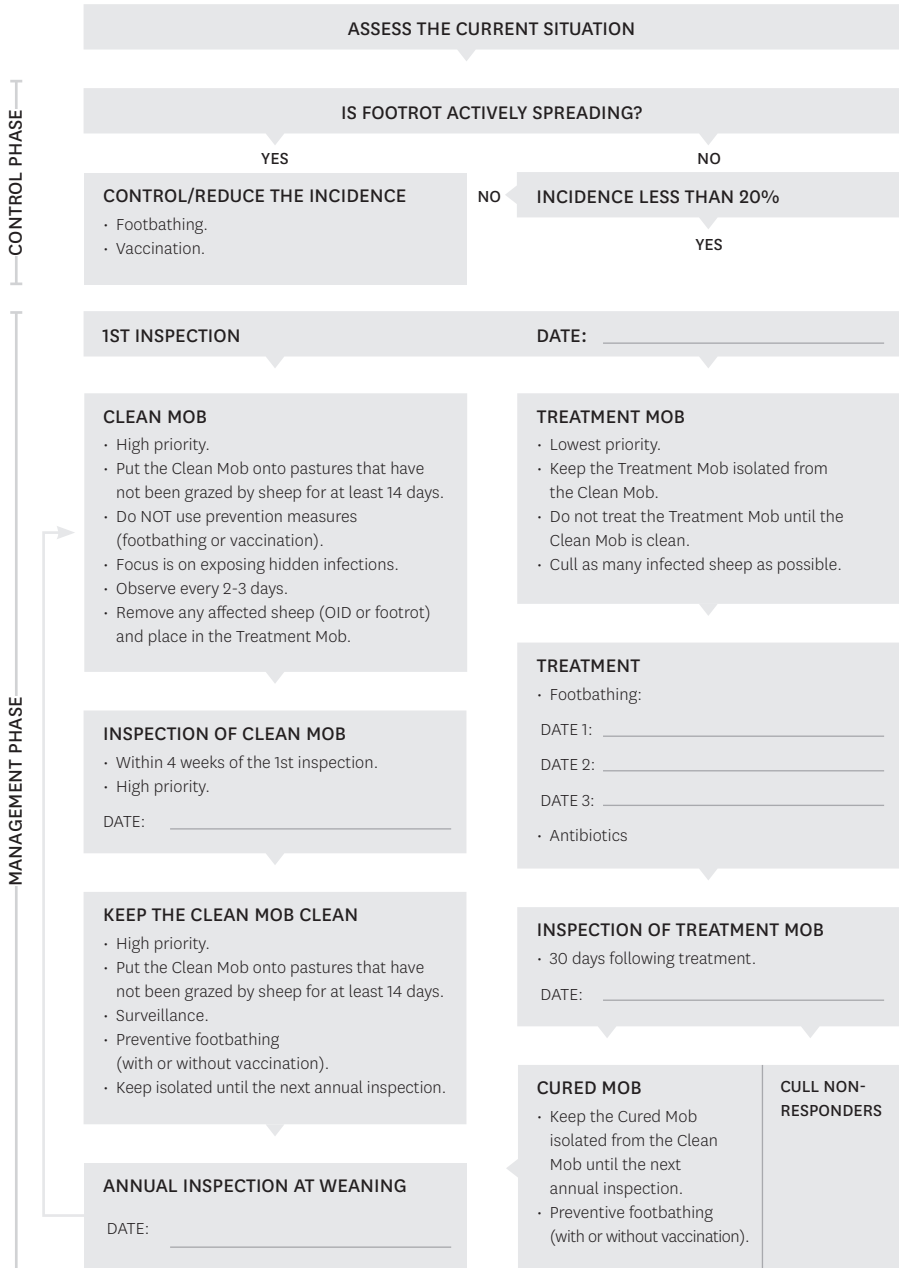 ASSESS THE CURRENT SITUATION
CONTROL PHASE
IS FOOTROT ACTIVELY SPREADING?
YES
NO
CONTROL/REDUCE THE INCIDENCE
· Footbathing.
· Vaccination.
NO
INCIDENCE LESS THAN 20%
YES
MANAGEMENT PHASE
1ST INSPECTION
DATE:
CLEAN MOB
· High priority.
· Put the Clean Mob onto pastures that have
not been grazed by sheep for at least 14 days.
· Do NOT use prevention measures
(footbathing or vaccination).
· Focus is on exposing hidden infections.
· Observe every 2-3 days.
· Remove any affected sheep (OID or footrot)
and place in the Treatment Mob.
INSPECTION OF CLEAN MOB
· Within 4 weeks of the 1st inspection.
· High priority.
DATE:
KEEP THE CLEAN MOB CLEAN
· High priority.
· Put the Clean Mob onto pastures that have
not been grazed by sheep for at least 14 days.
· Surveillance.
· Preventive footbathing
(with or without vaccination).
· Keep isolated until the next annual inspection.
ANNUAL INSPECTION AT WEANING
DATE:
TREATMENT MOB
· Lowest priority.
· Keep the Treatment Mob isolated from
the Clean Mob.
· Do not treat the Treatment Mob until the
Clean Mob is clean.
· Cull as many infected sheep as possible.
TREATMENT
· Footbathing:
DATE 1:
DATE 2:
DATE 3:
· Antibiotics
INSPECTION OF TREATMENT MOB
· 30 days following treatment.
DATE:
CURED MOB
· Keep the Cured Mob
isolated from the Clean
Mob until the next
annual inspection.
· Preventive footbathing
(with or without vaccination).
CULL NON-
RESPONDERS